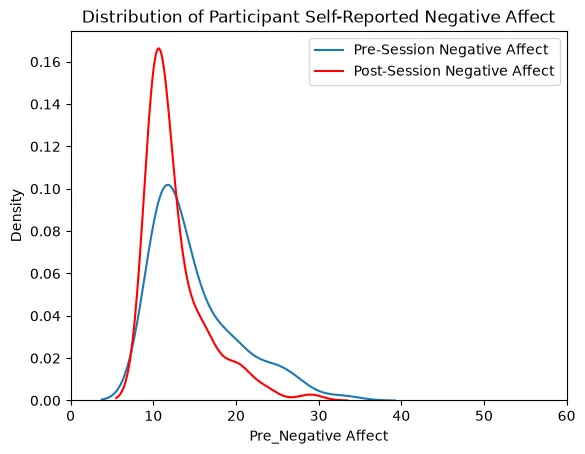 Distribution of Participant Self-Reported Negative Affect
Pre-Session Negative Affect
Post-Session Negative Affect
Density
0.16
0.14
0.12
0.10
0.08
0.06
0.04
0.02
0.00
0 10 20 30 40 50 60
Pre_Negative Affect